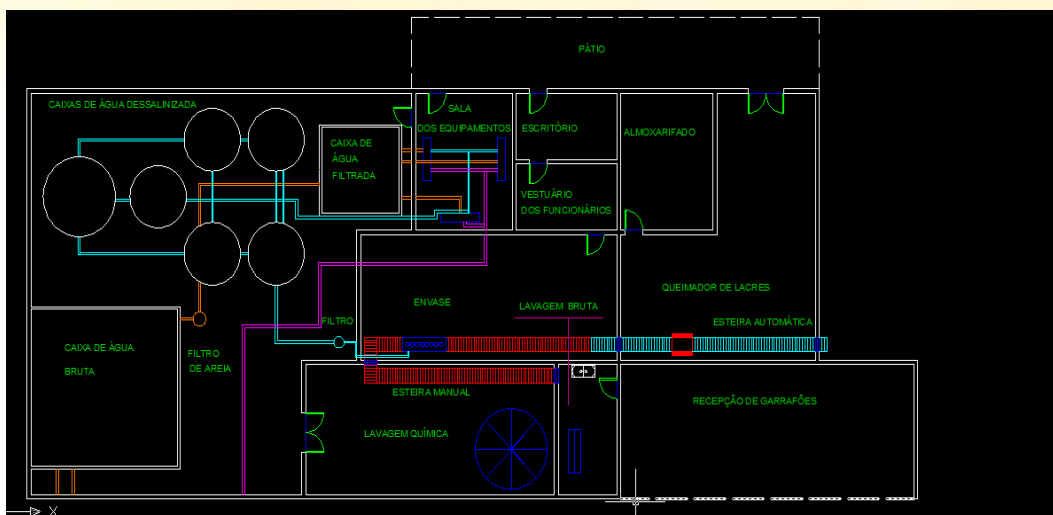 PÁTIO
CAIXAS DE ÁGUA DESSALINIZADA
SALA
DOS EQUIPAMENTOS
ESCRITÓRIO
ALMOXARIFADO
CAIXA DE
ÁGUA
FILTRADA
VESTUÁRIO
DOS FUNCIONÁRIOS
QUEIMADOR DE LACRES
ENVASE
LAVAGEM BRUTA
FILTRO
ESTEIRA AUTOMÁTICA
CAIXA DE ÁGUA
BRUTA
FILTRO
DE AREIA
ESTEIRA MANUAL
RECEPÇÃO DE GARRAFÕES
LAVAGEM QUÍMICA
X